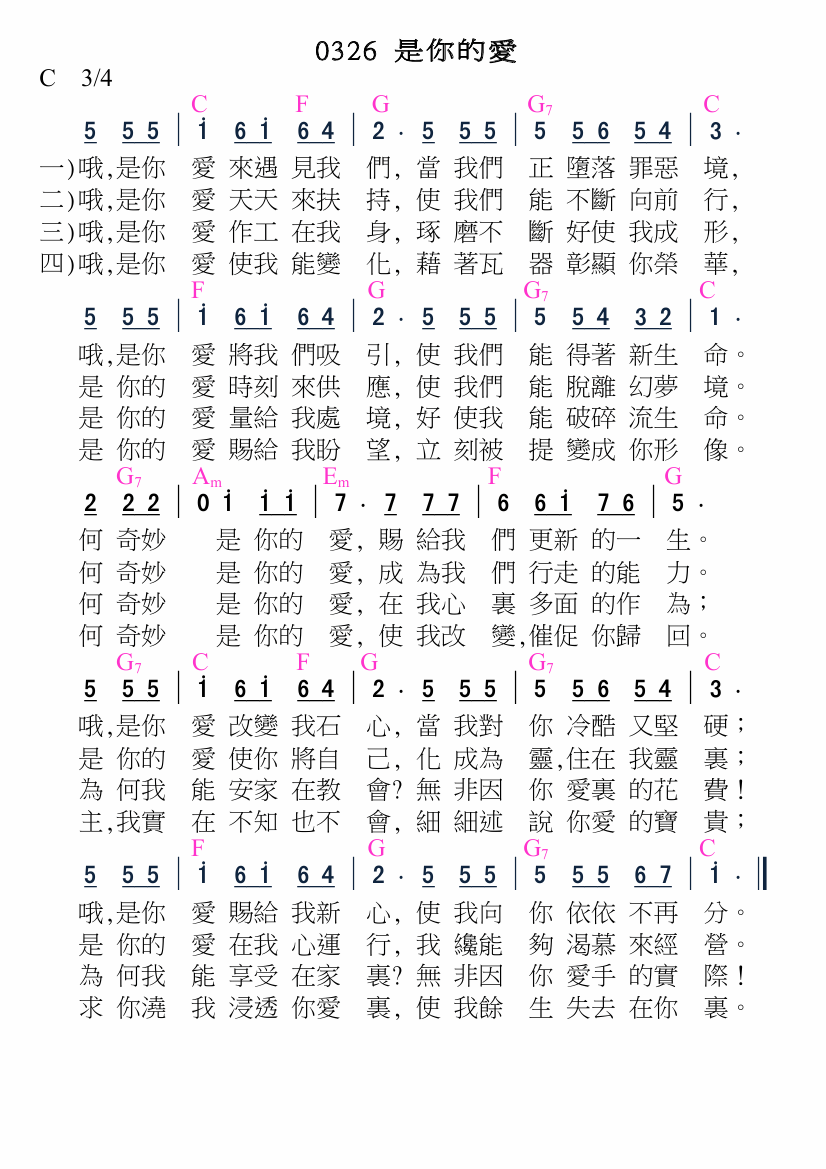 0326 是你的愛
C 3/4
C F G G7 C
5 5 5 | i 6 i 6 4 | 2 · 5 5 5 | 5 5 6 5 4 | 3 ·
一)哦,是你 愛 來遇 見我 們, 當 我們 正 墮落 罪惡 境,
二)哦,是你 愛 天天 來扶 持, 使 我們 能 不斷 向前 行,
三)哦,是你 愛 作工 在我 身, 琢 磨不 斷 好使 我成 形,
四)哦,是你 愛 使我 能變 化, 藉 著瓦 器 彰顯 你榮 華,
F G G7 C
5 5 5 | i 6 i 6 4 | 2 · 5 5 5 | 5 5 4 3 2 | 1 ·
哦,是你 愛 將我 們吸 引, 使 我們 能 得著 新生 命。
是 你的 愛 時刻 來供 應, 使 我們 能 脫離 幻夢 境。
是 你的 愛 量給 我處 境, 好 使我 能 破碎 流生 命。
是 你的 愛 賜給 我盼 望, 立 刻被 提 變成 你形 像。
G7 Am Em F G
2 2 2 | 0 i i i | 7 · 7 7 7 | 6 6 i 7 6 | 5 ·
何 奇妙 是 你的 愛, 賜 給我 們 更新 的一 生。
何 奇妙 是 你的 愛, 成 為我 們 行走 的能 力。
何 奇妙 是 你的 愛, 在 我心 裏 多面 的作 為;
何 奇妙 是 你的 愛, 使 我改 變,催促 你歸 回。
G7 C F G G7 C
5 5 5 | i 6 i 6 4 | 2 · 5 5 5 | 5 5 6 5 4 | 3 ·
哦,是你 愛 改變 我石 心, 當 我對 你 冷酷 又堅 硬;
是 你的 愛 使你 將自 己, 化 成為 靈,住在 我靈 裏;
為 何我 能 安家 在教 會? 無 非因 你 愛裏 的花 費!
主,我實 在 不知 也不 會, 細 細述 說 你愛 的寶 貴;
F G G7 C
5 5 5 | i 6 i 6 4 | 2 · 5 5 5 | 5 5 5 6 7 | i ·
哦,是你 愛 賜給 我新 心, 使 我向 你 依依 不再 分。
是 你的 愛 在我 心運 行, 我 纔能 夠 渴慕 來經 營。
為 何我 能 享受 在家 裏? 無 非因 你 愛手 的實 際!
求 你澆 我 浸透 你愛 裏, 使 我餘 生 失去 在你 裏。